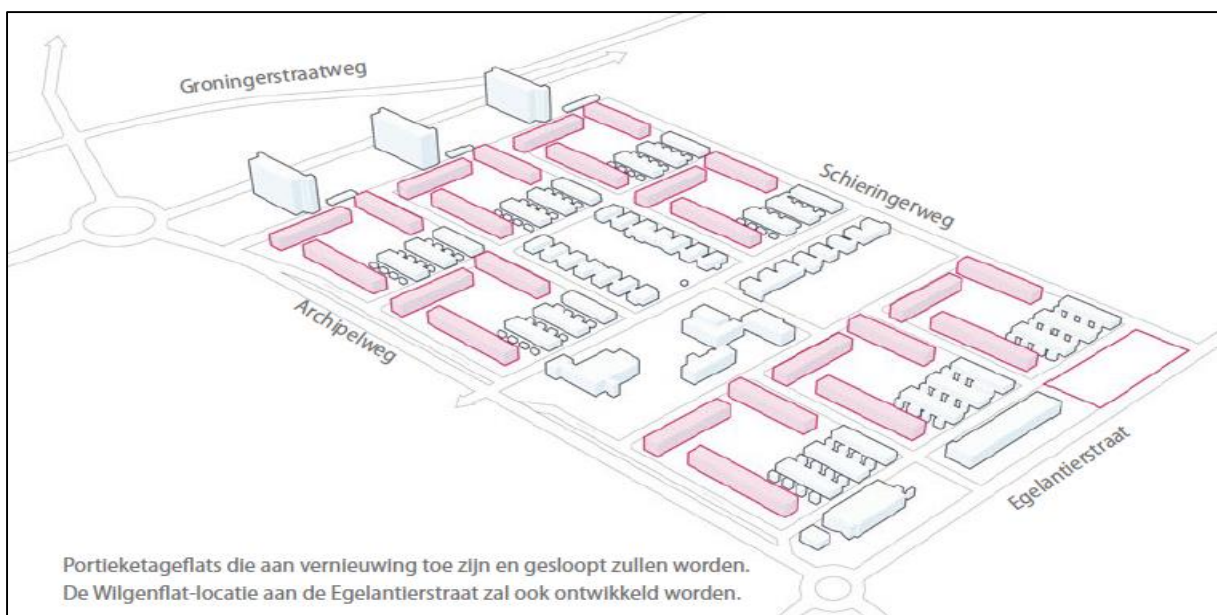 Groningerstraatweg
Schieringerweg
Archipelweg
Egelantierstraat
Portieketageflats die aan vernieuwing toe zijn en gesloopt zullen worden.
De Wilgenflat-locatie aan de Egelantierstraat zal ook ontwikkeld worden.